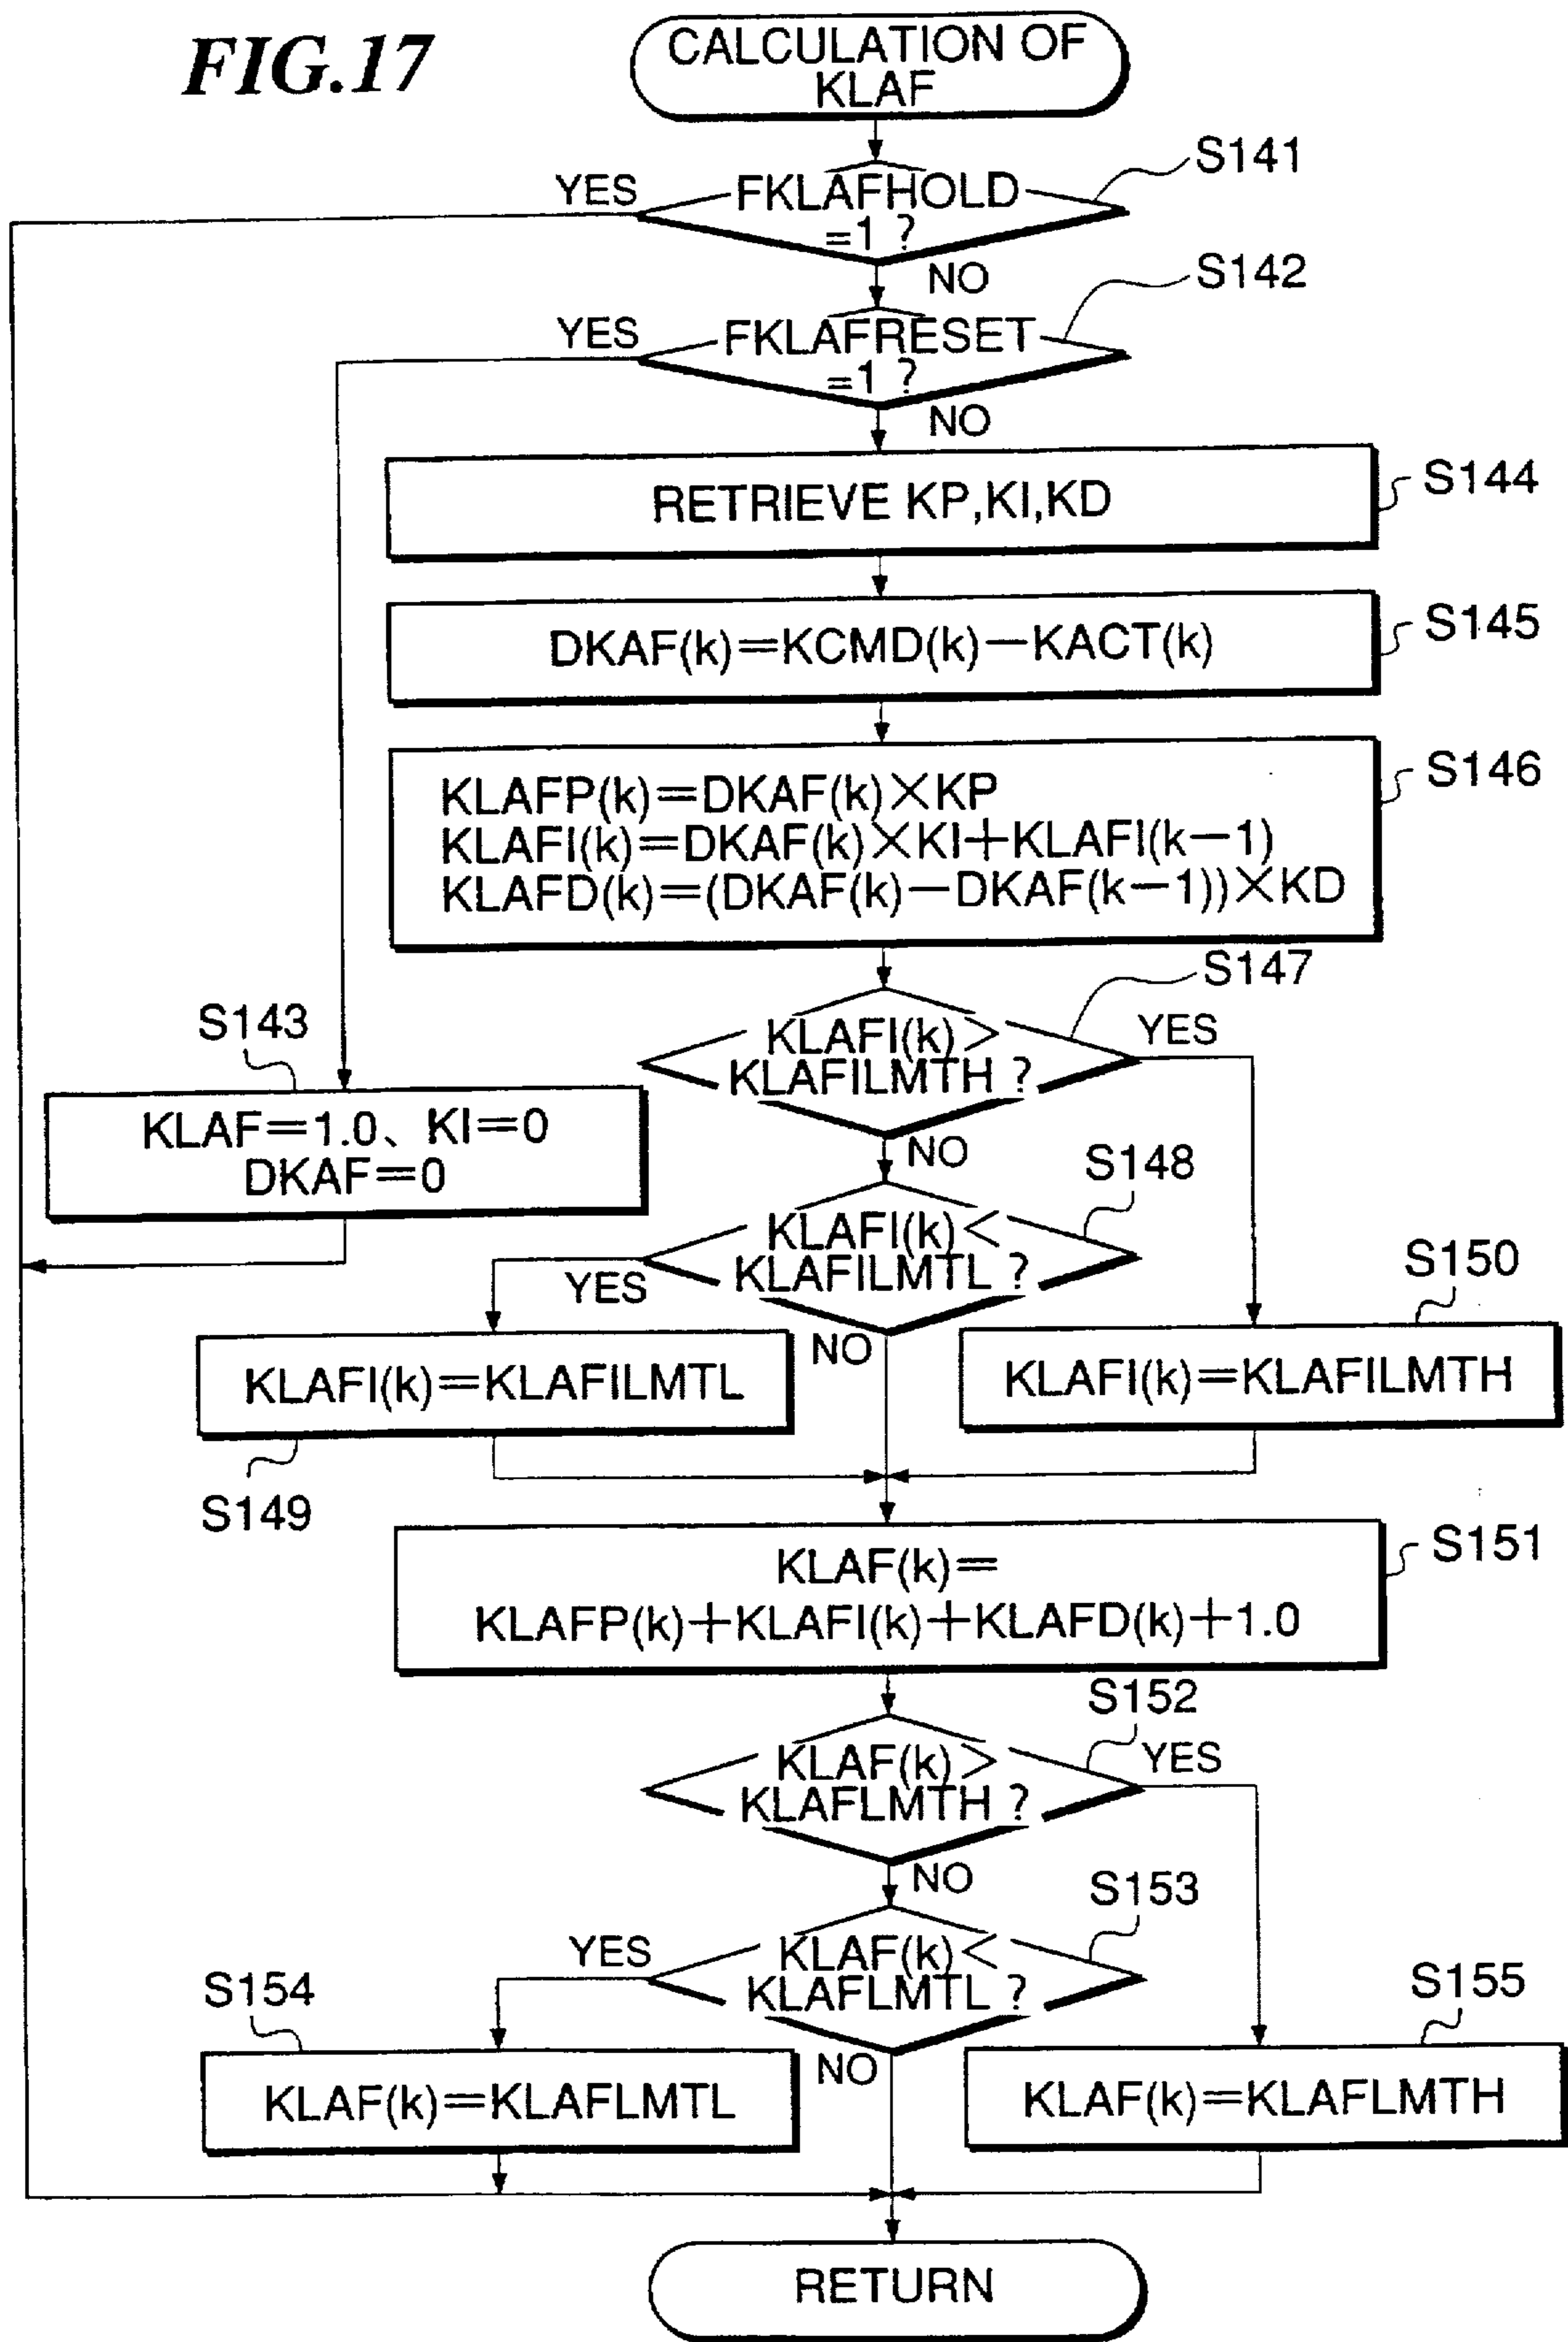 FIG.17
CALCULATION OF
KLAF
S141
YES
FKLAFHOLD
=1 ?
NO
S142
YES
FKLAFRESET
=1 ?
NO
S144
RETRIEVE KP,KI,KD
S145
DKAF(k)=KCMD(k)−KACT(k)
S146
KLAFP(k)=DKAF(k)×KP
KLAFI(k)=DKAF(k)×KI+KLAFI(k−1)
KLAFD(k)=(DKAF(k)−DKAF(k−1))×KD
S147
S143
KLAFI(k)>
KLAFILMTH ?
YES
KLAF=1.0、KI=0
DKAF=0
NO
S148
KLAFI(k)<
KLAFILMTL ?
YES
S150
NO
KLAFI(k)=KLAFILMTL
KLAFI(k)=KLAFILMTH
S149
S151
KLAF(k)=
KLAFP(k)+KLAFI(k)+KLAFD(k)+1.0
S152
KLAF(k)>
KLAFLMTH ?
YES
NO
S153
YES
KLAF(k)<
KLAFLMTL ?
S154
S155
NO
KLAF(k)=KLAFLMTL
KLAF(k)=KLAFLMTH
RETURN